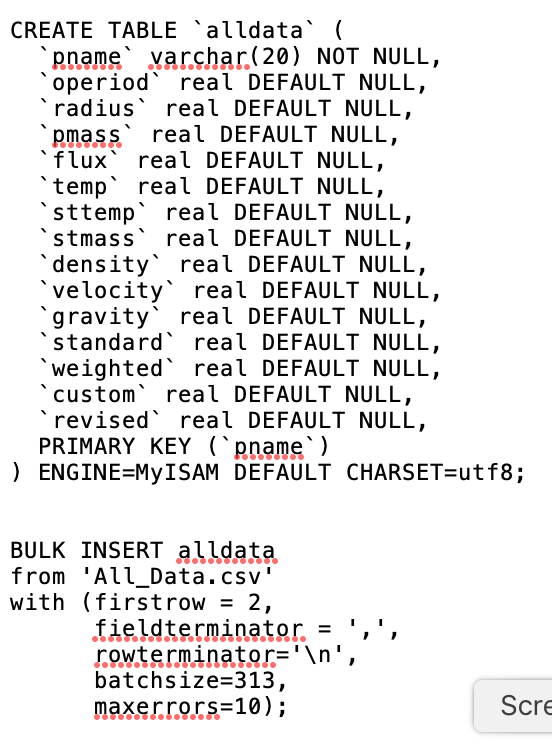 CREATE TABLE `alldata` (
  `pname` varchar(20) NOT NULL,
  `operiod` real DEFAULT NULL,
  `radius` real DEFAULT NULL,
  `pmass` real DEFAULT NULL,
  `flux` real DEFAULT NULL,
  `temp` real DEFAULT NULL,
  `sttemp` real DEFAULT NULL,
  `stmass` real DEFAULT NULL,
  `density` real DEFAULT NULL,
  `velocity` real DEFAULT NULL,
  `gravity` real DEFAULT NULL,
  `standard` real DEFAULT NULL,
  `weighted` real DEFAULT NULL,
  `custom` real DEFAULT NULL,
  `revised` real DEFAULT NULL,
  PRIMARY KEY (`pname`)
) ENGINE=MyISAM DEFAULT CHARSET=utf8;
BULK INSERT alldata
from 'All_Data.csv'
with (firstrow = 2,
      fieldterminator = ',',
      rowterminator='\n',
      batchsize=313,
      maxerrors=10);
Scre